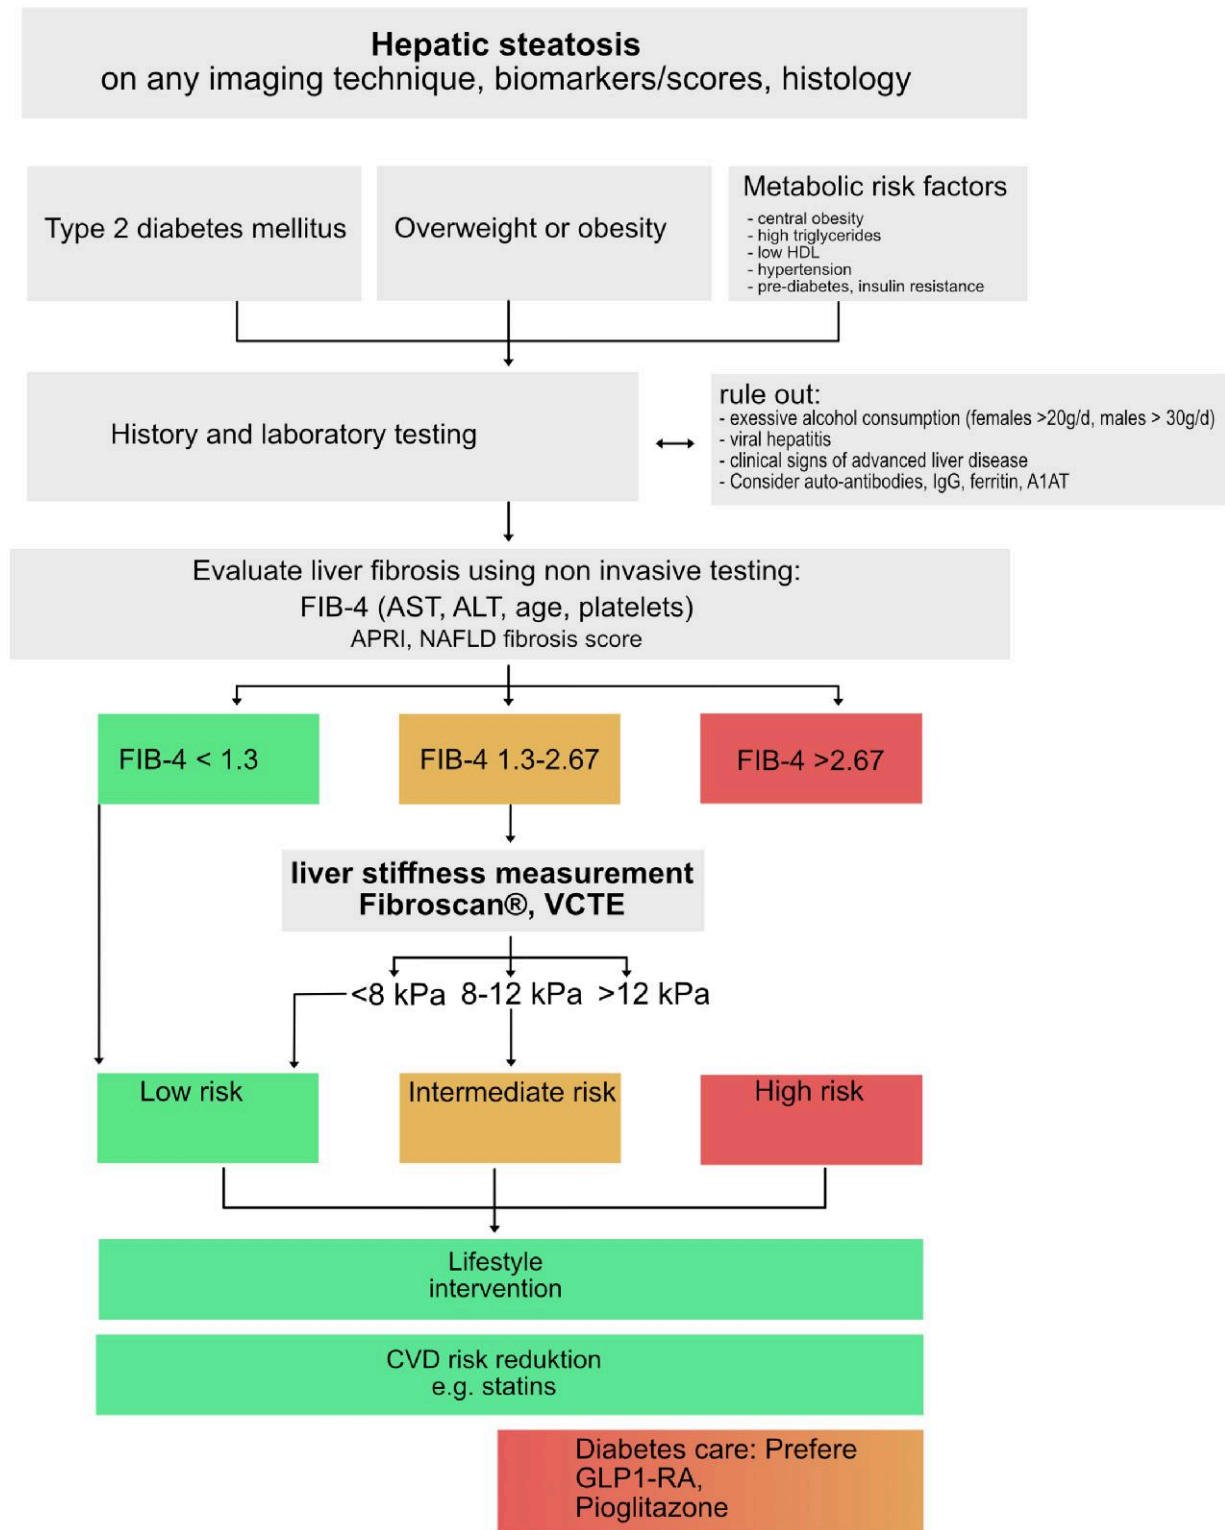 Hepatic steatosis
on any imaging technique, biomarkers/scores, histology
Type 2 diabetes mellitus
Overweight or obesity
Metabolic risk factors
- central obesity
- high triglycerides
- low HDL
- hypertension
- pre-diabetes, insulin resistance
History and laboratory testing
rule out:
- exessive alcohol consumption (females >20g/d, males > 30g/d)
- viral hepatitis
- clinical signs of advanced liver disease
- Consider auto-antibodies, IgG, ferritin, A1AT
Evaluate liver fibrosis using non invasive testing:
FIB-4 (AST, ALT, age, platelets)
APRI, NAFLD fibrosis score
FIB-4 < 1.3
FIB-4 1.3-2.67
FIB-4 >2.67
liver stiffness measurement
Fibroscan®, VCTE
<8 kPa
8-12 kPa
>12 kPa
Low risk
Intermediate risk
High risk
Lifestyle
intervention
CVD risk reduktion
e.g. statins
Diabetes care: Prefere
GLP1-RA,
Pioglitazone